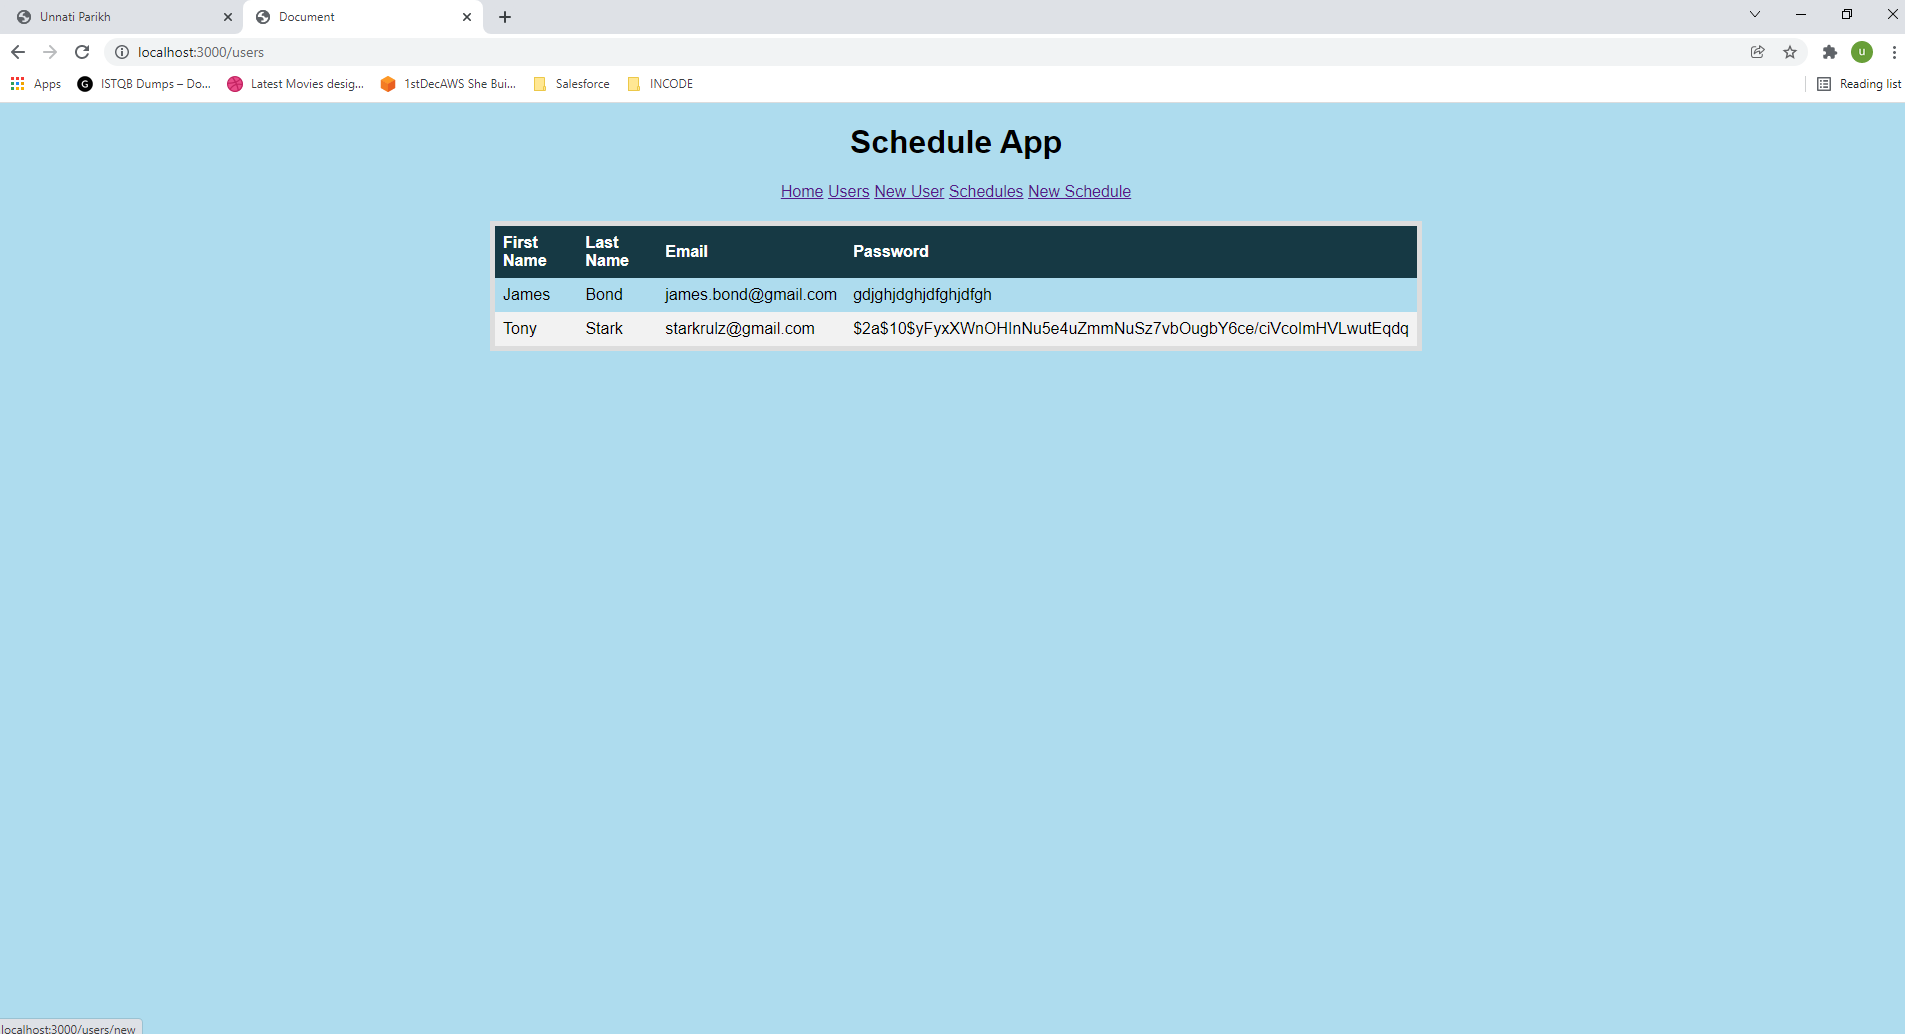 Unnati Parikh
Document
localhost:3000/users
u
Apps
G
ISTQB Dumps – Do...
Latest Movies desig...
1stDecAWS She Bui...
Salesforce
INCODE
Reading list
Schedule App
Home Users New User Schedules New Schedule
First Name Last Name Email Password
James Bond james.bond@gmail.com gdjghjdghjdfghjdfgh
Tony Stark starkrulz@gmail.com $2a$10$yFyxXWnOHInNu5e4uZmmNuSz7vbOugbY6ce/ciVcoImHVLwutEqdq
localhost:3000/users/new